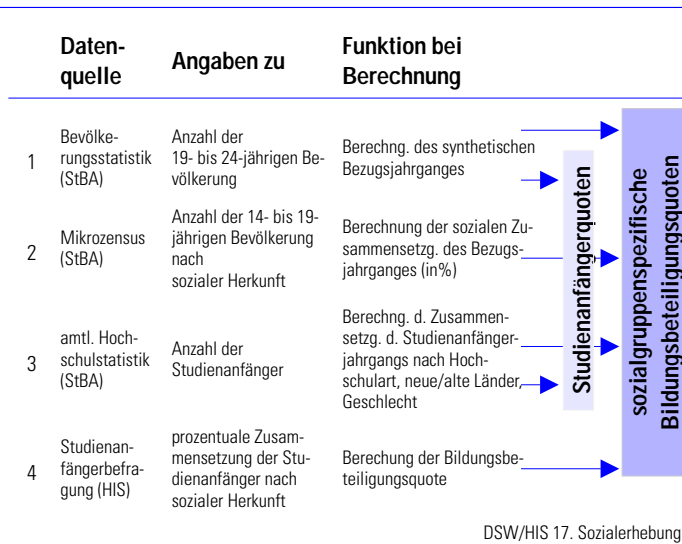 Daten-
quelle
Angaben zu
Funktion bei
Berechnung
1
Bevölke-
rungsstatistik
(StBA)
Anzahl der
19- bis 24-jährigen Be-
völkerung
Berechng. des synthetischen
Bezugsjahrganges
2
Mikrozensus
(StBA)
Anzahl der 14- bis 19-
jährigen Bevölkerung
nach
sozialer Herkunft
Berechnung der sozialen Zu-
sammensetzg. des Bezugs-
jahrganges (in%)
3
amtl. Hoch-
schulstatistik
(StBA)
Anzahl der
Studienanfänger
Berechng. d. Zusammen-
setzg. d. Studienanfänger-
jahrgangs nach Hoch-
schulart, neue/alte Länder,
Geschlecht
4
Studienan-
fängerbefra-
gung (HIS)
prozentuale Zusam-
mensetzung der Stu-
dienanfänger nach
sozialer Herkunft
Berechung der Bildungsbe-
teiligungsquote
Studienanfängerquoten
sozialgruppenspezifische
Bildungsbeteiligungsquoten
DSW/HIS 17. Sozialerhebung